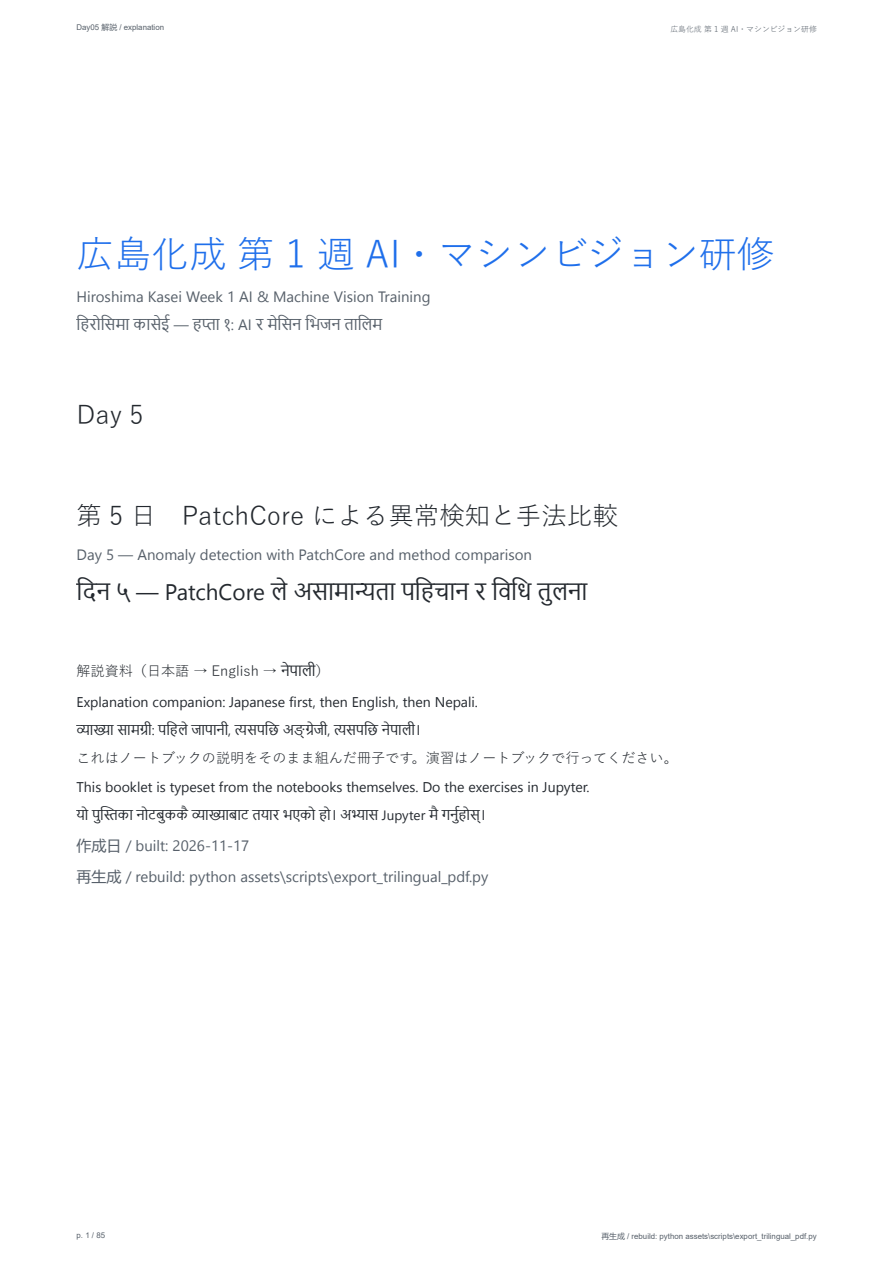 Day05 解説 / explanation
広島化成 第 1 週 AI・マシンビジョン研修
広島化成 第 1 週 AI・マシンビジョン研修
Hiroshima Kasei Week 1 AI & Machine Vision Training
हिरोसिमा कासेई — हप्ता १: AI र मेसिन भिजन तालिम
Day 5
第 5 日　PatchCore による異常検知と手法比較
Day 5 — Anomaly detection with PatchCore and method comparison
दिन ५ — PatchCore ले असामान्यता पहिचान र विधि तुलना
解説資料（日本語 → English → नेपाली）
Explanation companion: Japanese first, then English, then Nepali.
व्याख्या सामग्री: पहिले जापानी, त्यसपछि अङ्ग्रेजी, त्यसपछि नेपाली।
これはノートブックの説明をそのまま組んだ冊子です。演習はノートブックで行ってください。
This booklet is typeset from the notebooks themselves. Do the exercises in Jupyter.
यो पुस्तिका नोटबुककै व्याख्याबाट तयार भएको हो। अभ्यास Jupyter मै गर्नुहोस्।
作成日 / built: 2026-11-17
再生成 / rebuild: python assets\scripts\export_trilingual_pdf.py
p. 1 / 85
再生成 / rebuild: python assets\scripts\export_trilingual_pdf.py